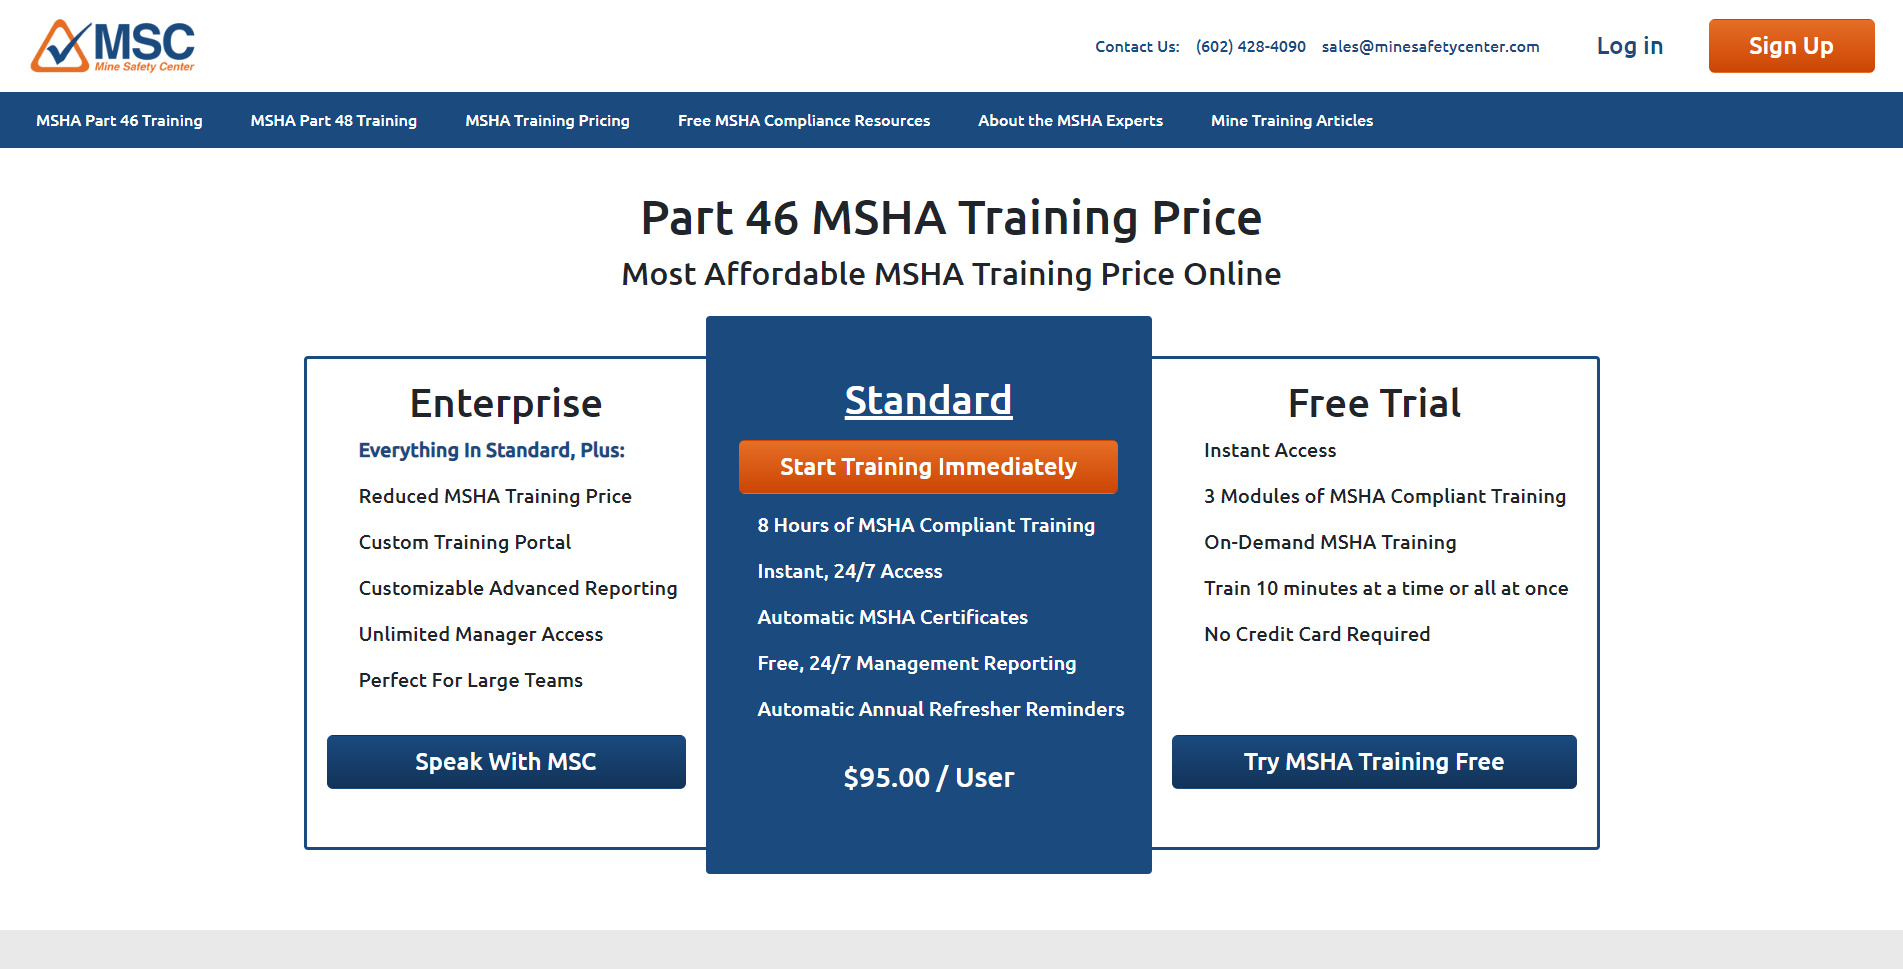 MSC
Mine Safety Center
Contact Us: (602) 428-4090 sales@minesafetycenter.com
Log in
Sign Up
MSHA Part 46 Training
MSHA Part 48 Training
MSHA Training Pricing
Free MSHA Compliance Resources
About the MSHA Experts
Mine Training Articles
Part 46 MSHA Training Price
Most Affordable MSHA Training Price Online
Enterprise
Everything In Standard, Plus:
Reduced MSHA Training Price
Custom Training Portal
Customizable Advanced Reporting
Unlimited Manager Access
Perfect For Large Teams
Speak With MSC
Standard
Start Training Immediately
8 Hours of MSHA Compliant Training
Instant, 24/7 Access
Automatic MSHA Certificates
Free, 24/7 Management Reporting
Automatic Annual Refresher Reminders
$95.00 / User
Free Trial
Instant Access
3 Modules of MSHA Compliant Training
On-Demand MSHA Training
Train 10 minutes at a time or all at once
No Credit Card Required
Try MSHA Training Free